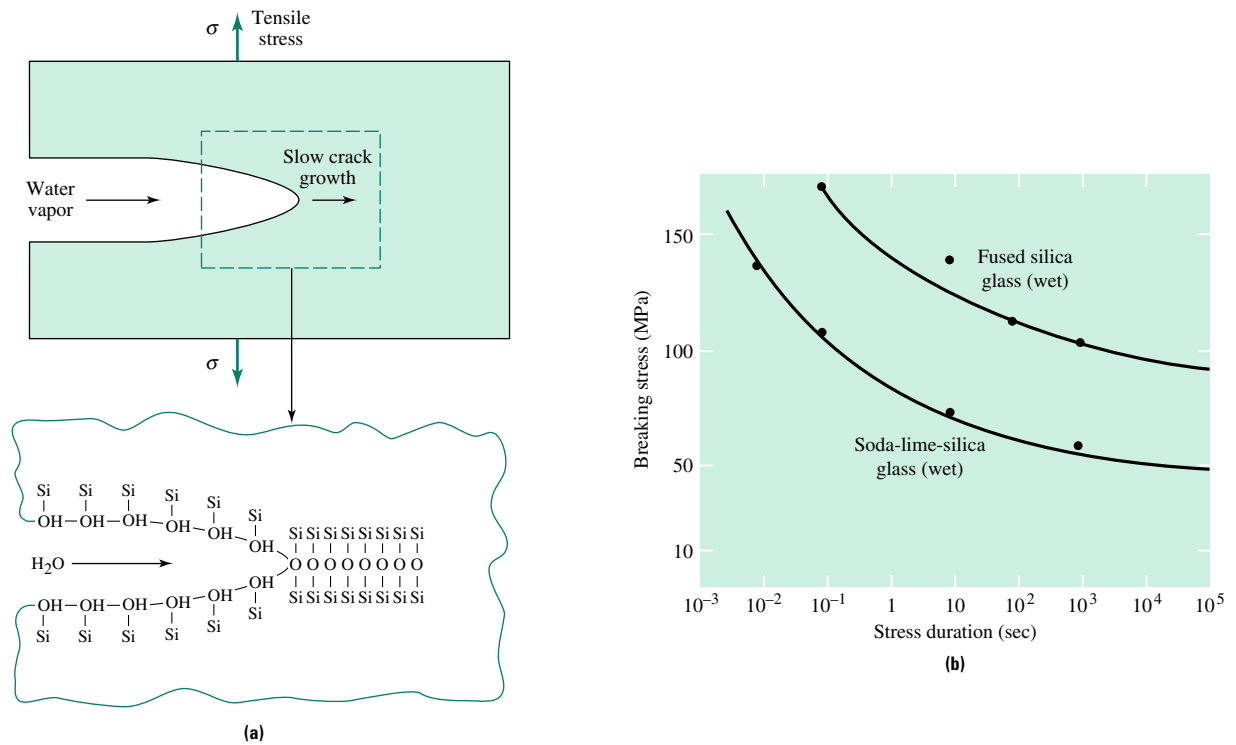 σ
Tensile
stress
Slow crack
growth
Water
vapor
σ
Si Si Si Si Si Si
OH OH OH OH OH OH
Si Si Si Si Si Si Si Si
H₂O
O O O O O O O O
Si Si Si Si Si Si Si Si
OH OH OH OH OH OH
Si Si Si Si Si Si
(a)
Breaking stress (MPa)
150
100
50
10
Fused silica
glass (wet)
Soda-lime-silica
glass (wet)
10⁻³ 10⁻² 10⁻¹ 1 10 10² 10³ 10⁴ 10⁵
Stress duration (sec)
(b)